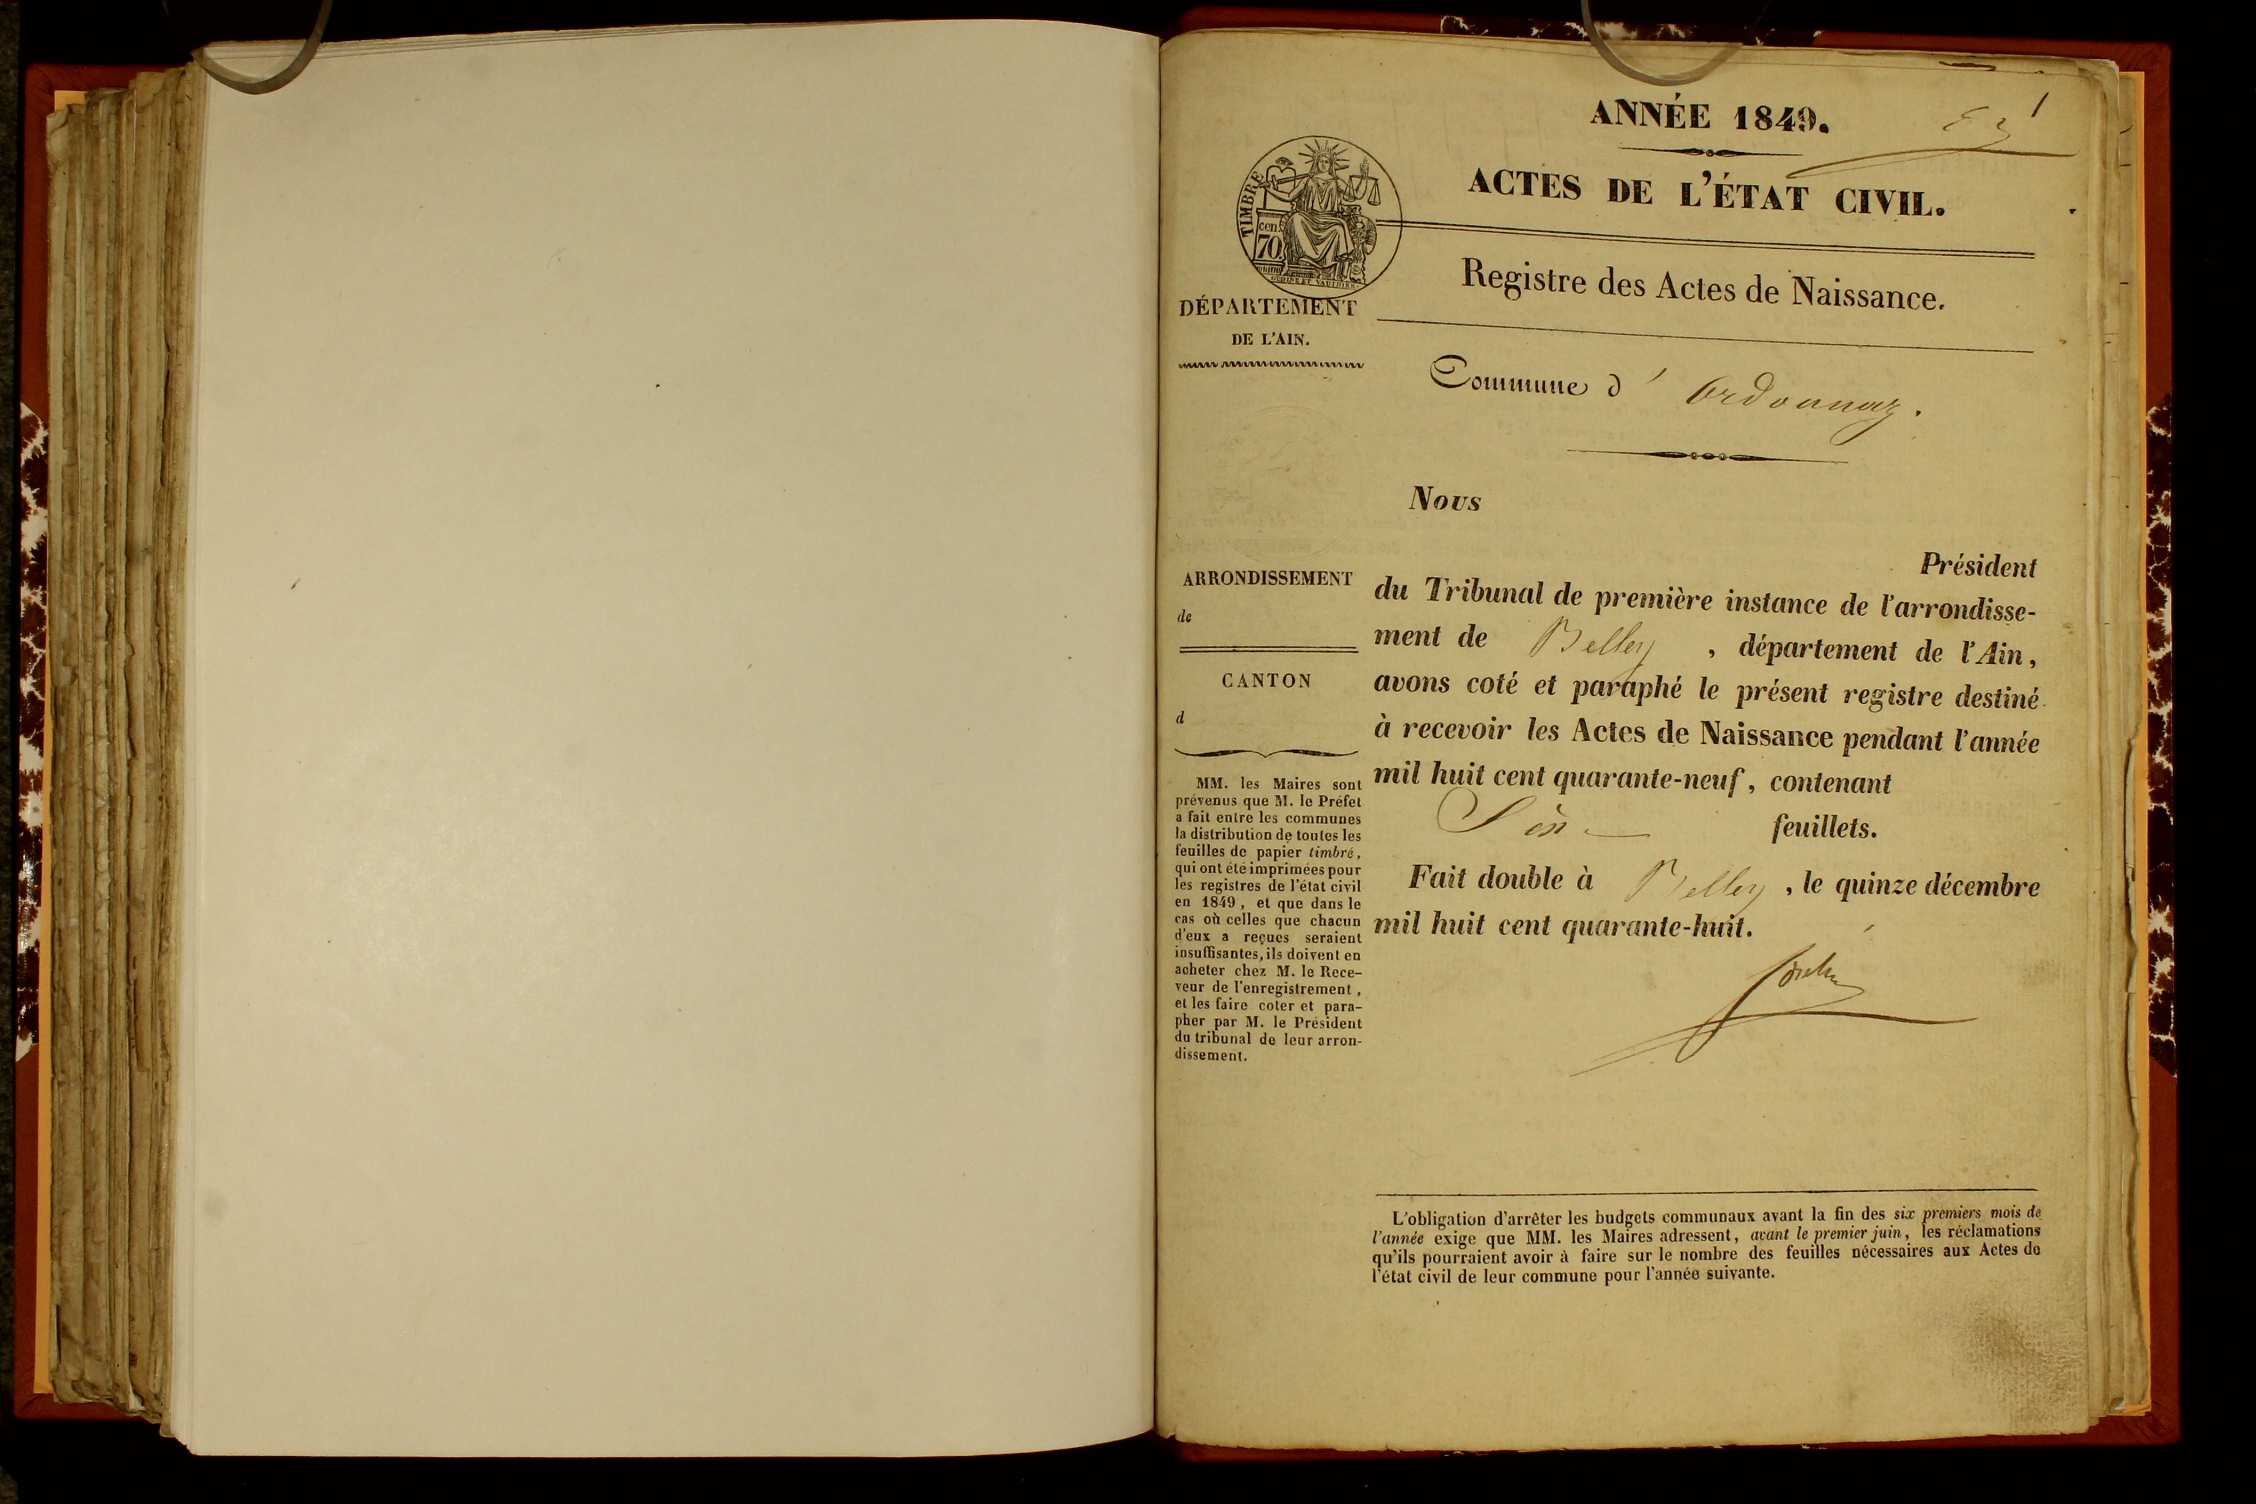 ANNÉE 1849.
1
ACTES DE L'ÉTAT CIVIL.
TIMBRE
cen.
70
Registre des Actes de Naissance.
DÉPARTEMENT
DE L'AIN.
Commune d' Ordonnaz.
Nous
Président
du Tribunal de première instance de l'arrondisse-
ment de Belley , département de l'Ain,
avons coté et paraphé le présent registre destiné
à recevoir les Actes de Naissance pendant l'année
mil huit cent quarante-neuf, contenant
feuillets.
Fait double à Belley , le quinze décembre
mil huit cent quarante-huit.
ARRONDISSEMENT
de
CANTON
d
MM. les Maires sont
prévenus que M. le Préfet
a fait entre les communes
la distribution de toutes les
feuilles de papier timbré,
qui ont été imprimées pour
les registres de l'état civil
en 1849, et que dans le
cas où celles que chacun
d'eux a reçues seraient
insuffisantes, ils doivent en
acheter chez M. le Rece-
veur de l'enregistrement,
et les faire coter et para-
pher par M. le Président
du tribunal de leur arron-
dissement.
L'obligation d'arrêter les budgets communaux avant la fin des six premiers mois de
l'année exige que MM. les Maires adressent, avant le premier juin, les réclamations
qu'ils pourraient avoir à faire sur le nombre des feuilles nécessaires aux Actes de
l'état civil de leur commune pour l'année suivante.